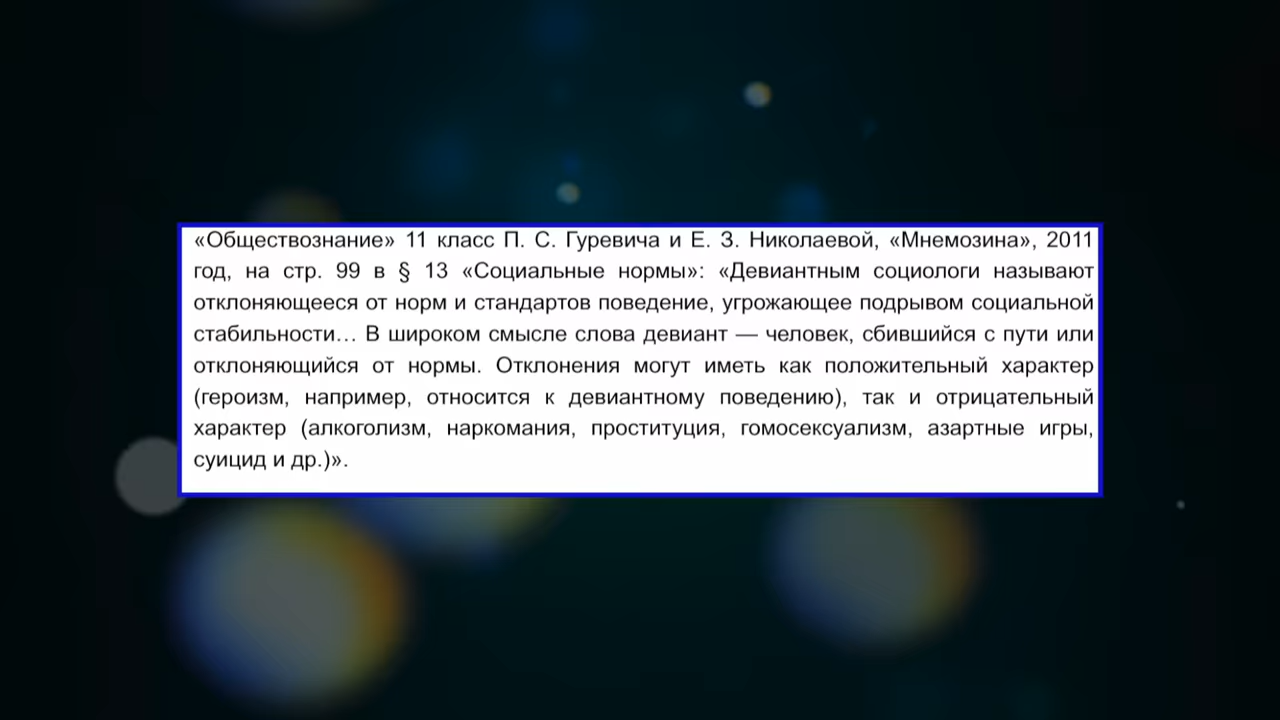 «Обществознание» 11 класс П. С. Гуревича и Е. З. Николаевой, «Мнемозина», 2011
год, на стр. 99 в § 13 «Социальные нормы»: «Девиантным социологи называют
отклоняющееся от норм и стандартов поведение, угрожающее подрывом социальной
стабильности… В широком смысле слова девиант — человек, сбившийся с пути или
отклоняющийся от нормы. Отклонения могут иметь как положительный характер
(героизм, например, относится к девиантному поведению), так и отрицательный
характер (алкоголизм, наркомания, проституция, гомосексуализм, азартные игры,
суицид и др.)».